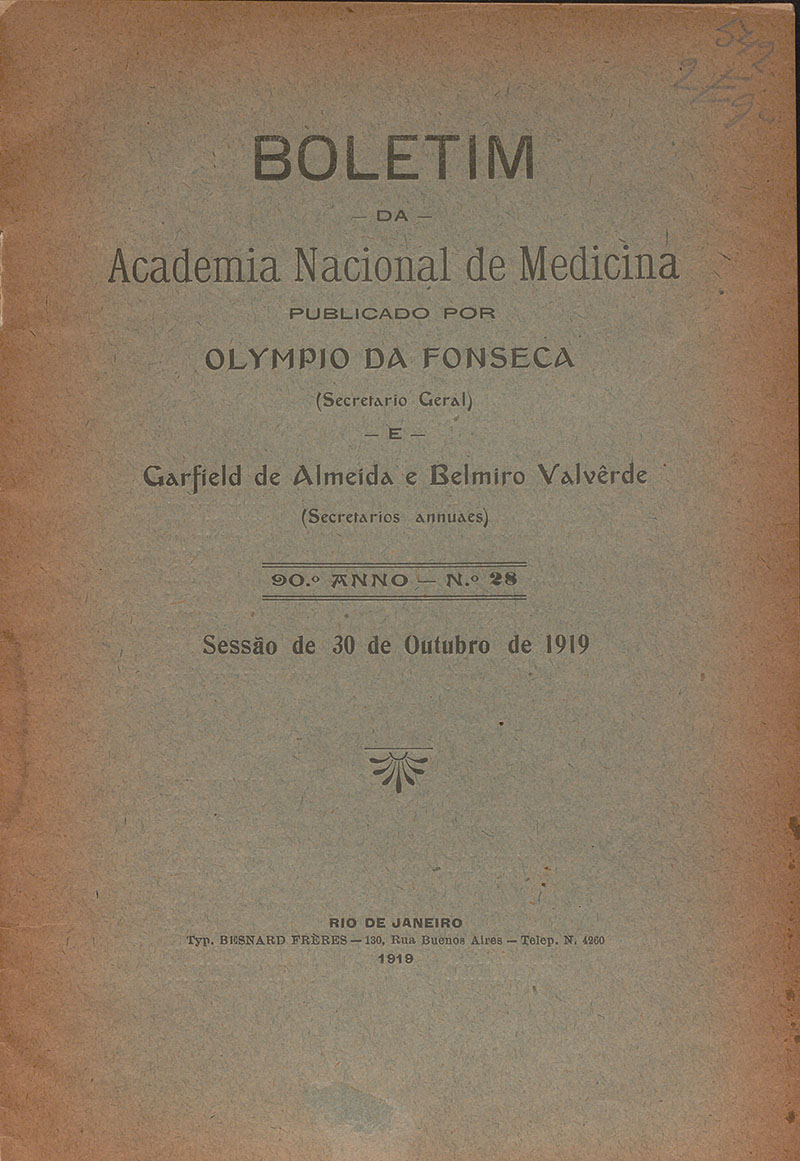 542
BOLETIM
— DA —
Academia Nacional de Medicina
PUBLICADO POR
OLYMPIO DA FONSECA
(Secretario Geral)
— E —
Garfield de Almeida e Belmiro Valvêrde
(Secretarios annuaes)
90.º ANNO — N.º 28
Sessão de 30 de Outubro de 1919
RIO DE JANEIRO
Typ. BESNARD FRÈRES — 130, Rua Buenos Aires — Telep. N. 4260
1919